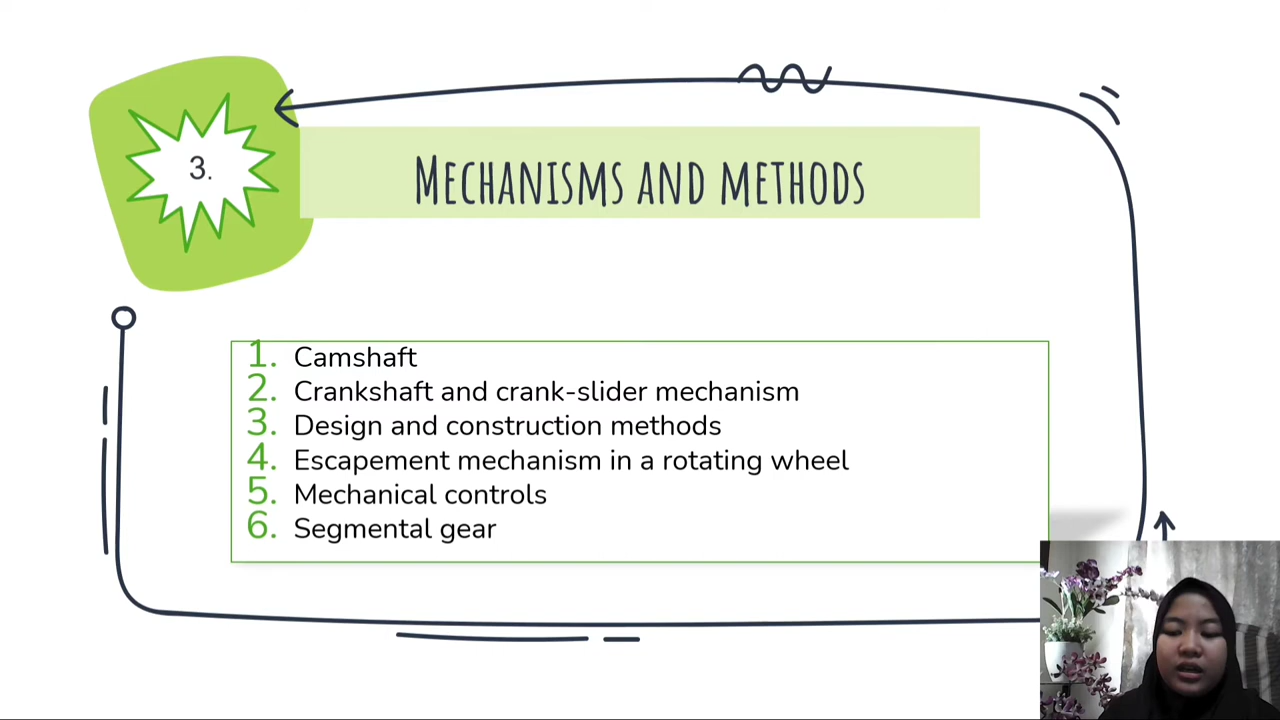 3.
Mechanisms and methods
1. Camshaft
2. Crankshaft and crank-slider mechanism
3. Design and construction methods
4. Escapement mechanism in a rotating wheel
5. Mechanical controls
6. Segmental gear